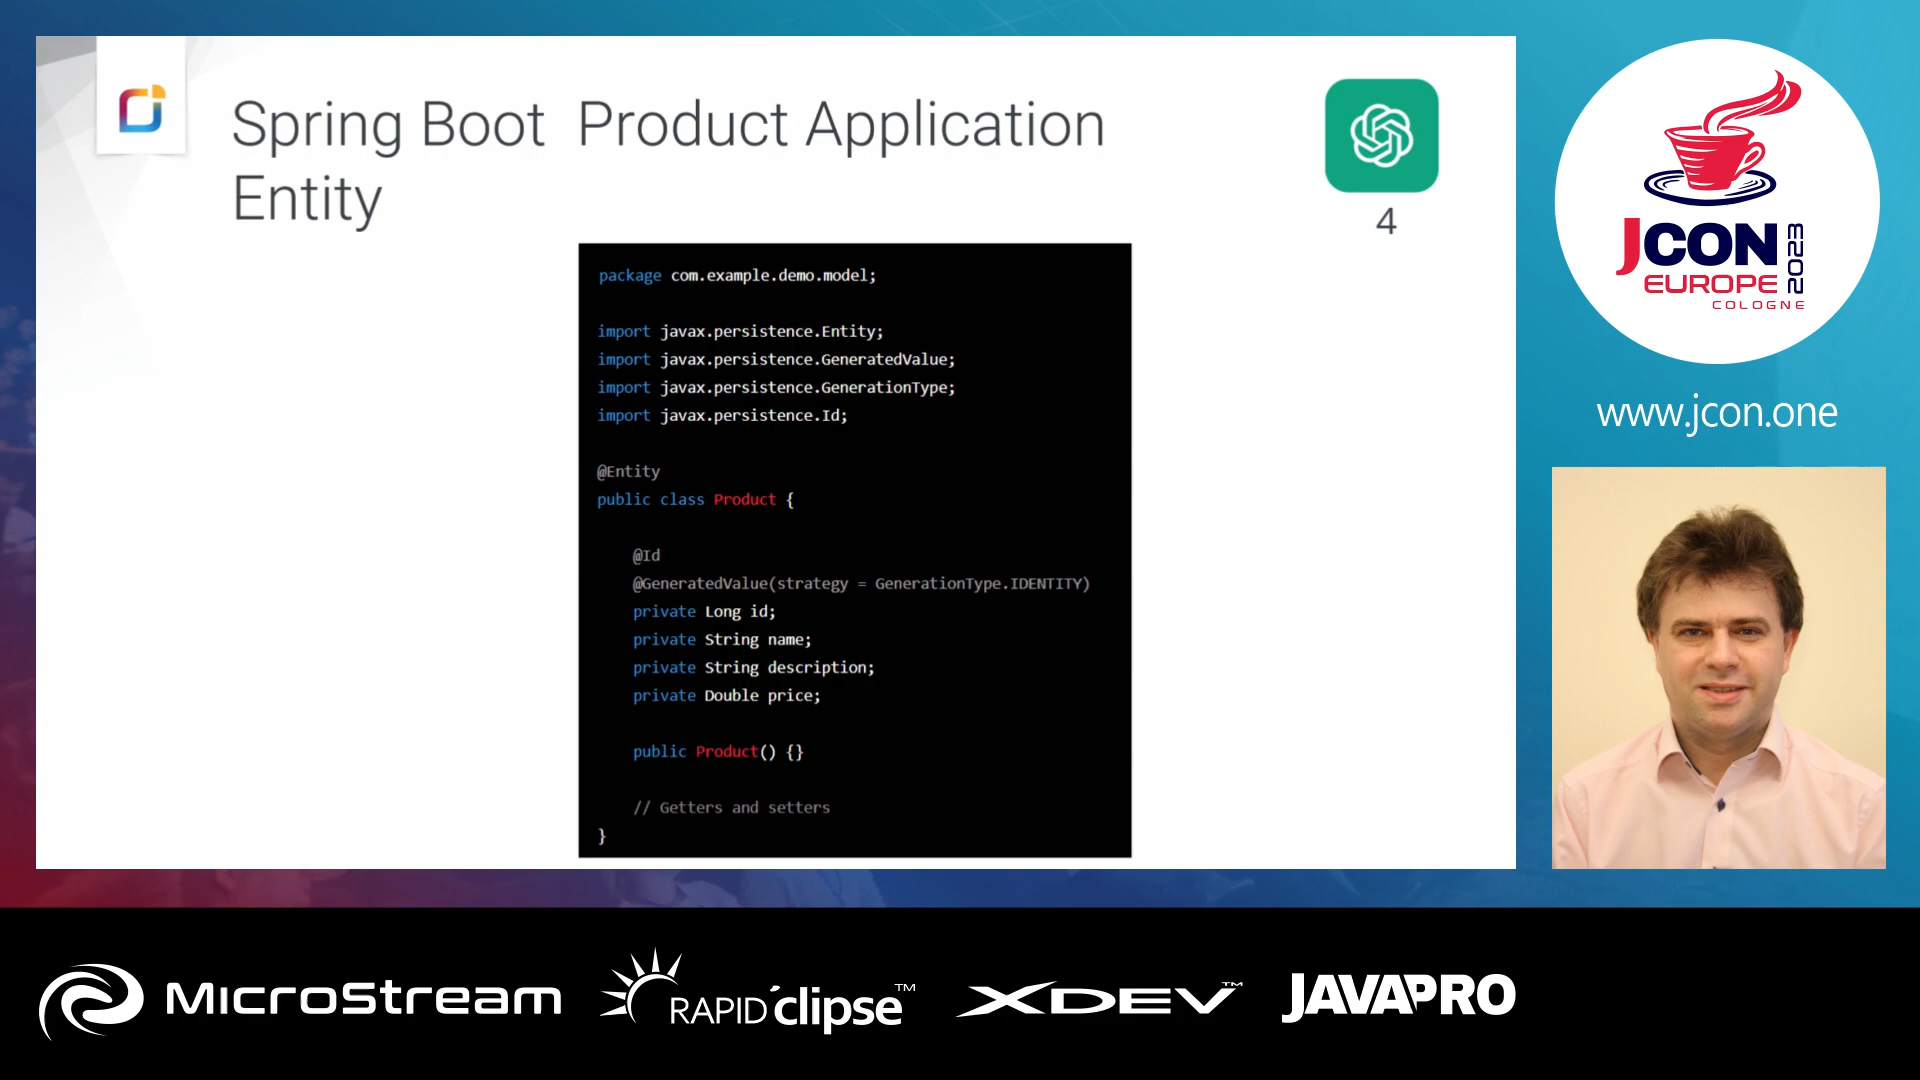 Spring Boot  Product Application
Entity
4
package com.example.demo.model;
import javax.persistence.Entity;
import javax.persistence.GeneratedValue;
import javax.persistence.GenerationType;
import javax.persistence.Id;
@Entity
public class Product {
@Id
@GeneratedValue(strategy = GenerationType.IDENTITY)
private Long id;
private String name;
private String description;
private Double price;
public Product() {}
// Getters and setters
}
JCON
EUROPE
2023
COLOGNE
www.jcon.one
MicroStream
RAPID'clipse™
XDEV™
JAVAPRO